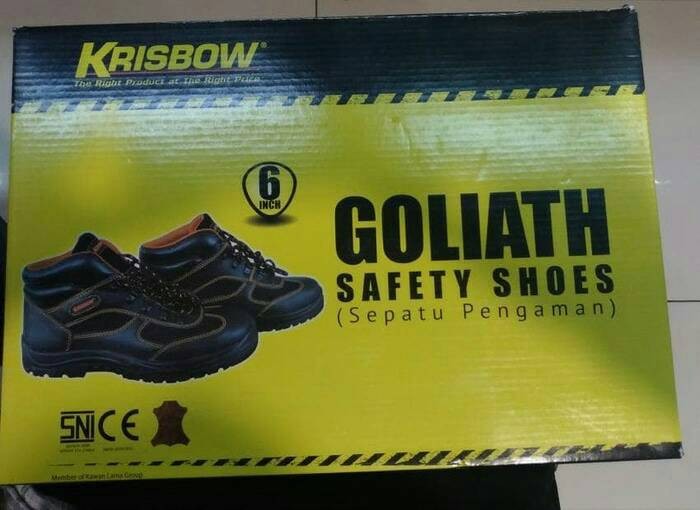 KRISBOW®
The Right Product at The Right Price
6
INCH
GOLIATH
SAFETY SHOES
(Sepatu Pengaman)
SNI CE
Member of Kawan Lama Group